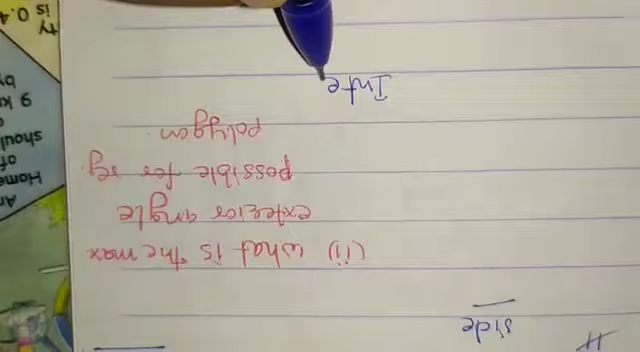 side
(ii) What is the max
exterior angle
possible for reg
polygon.
Inte